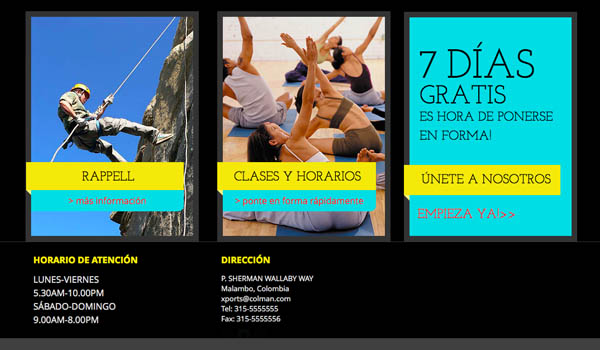 RAPPELL
> más información
CLASES Y HORARIOS
> ponte en forma rápidamente
7 DÍAS
GRATIS
ES HORA DE PONERSE
EN FORMA!
ÚNETE A NOSOTROS
EMPIEZA YA!>>
HORARIO DE ATENCIÓN
LUNES-VIERNES
5.30AM-10.00PM
SÁBADO-DOMINGO
9.00AM-8.00PM
DIRECCIÓN
P. SHERMAN WALLABY WAY
Malambo, Colombia
xports@colman.com
Tel: 315-5555555
Fax: 315-5555556